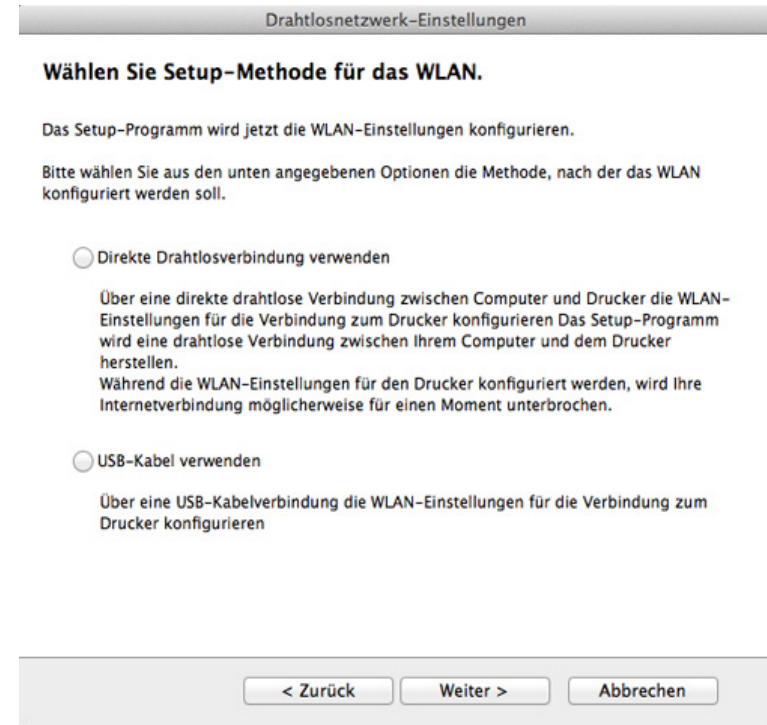 Drahtlosnetzwerk-Einstellungen
Wählen Sie Setup-Methode für das WLAN.
Das Setup-Programm wird jetzt die WLAN-Einstellungen konfigurieren.
Bitte wählen Sie aus den unten angegebenen Optionen die Methode, nach der das WLAN
konfiguriert werden soll.
Direkte Drahtlosverbindung verwenden
Über eine direkte drahtlose Verbindung zwischen Computer und Drucker die WLAN-
Einstellungen für die Verbindung zum Drucker konfigurieren Das Setup-Programm
wird eine drahtlose Verbindung zwischen Ihrem Computer und dem Drucker
herstellen.
Während die WLAN-Einstellungen für den Drucker konfiguriert werden, wird Ihre
Internetverbindung möglicherweise für einen Moment unterbrochen.
USB-Kabel verwenden
Über eine USB-Kabelverbindung die WLAN-Einstellungen für die Verbindung zum
Drucker konfigurieren
< Zurück
Weiter >
Abbrechen